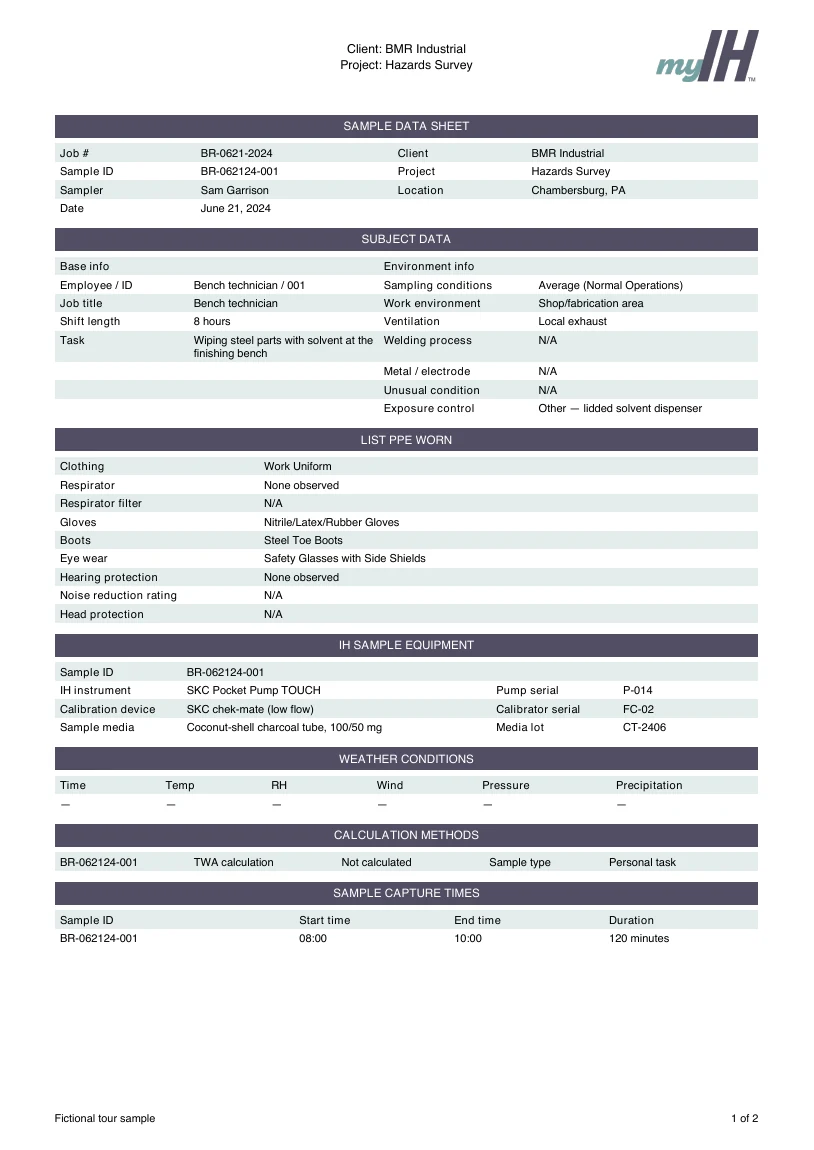 Client: BMR Industrial
Project: Hazards Survey
myIH™
SAMPLE DATA SHEET
Job # BR-0621-2024 Client BMR Industrial
Sample ID BR-062124-001 Project Hazards Survey
Sampler Sam Garrison Location Chambersburg, PA
Date June 21, 2024
SUBJECT DATA
Base info Environment info
Employee / ID Bench technician / 001 Sampling conditions Average (Normal Operations)
Job title Bench technician Work environment Shop/fabrication area
Shift length 8 hours Ventilation Local exhaust
Task Wiping steel parts with solvent at the Welding process N/A
finishing bench
Metal / electrode N/A
Unusual condition N/A
Exposure control Other — lidded solvent dispenser
LIST PPE WORN
Clothing Work Uniform
Respirator None observed
Respirator filter N/A
Gloves Nitrile/Latex/Rubber Gloves
Boots Steel Toe Boots
Eye wear Safety Glasses with Side Shields
Hearing protection None observed
Noise reduction rating N/A
Head protection N/A
IH SAMPLE EQUIPMENT
Sample ID BR-062124-001
IH instrument SKC Pocket Pump TOUCH Pump serial P-014
Calibration device SKC chek-mate (low flow) Calibrator serial FC-02
Sample media Coconut-shell charcoal tube, 100/50 mg Media lot CT-2406
WEATHER CONDITIONS
Time Temp RH Wind Pressure Precipitation
— — — — — —
CALCULATION METHODS
BR-062124-001 TWA calculation Not calculated Sample type Personal task
SAMPLE CAPTURE TIMES
Sample ID Start time End time Duration
BR-062124-001 08:00 10:00 120 minutes
Fictional tour sample 1 of 2